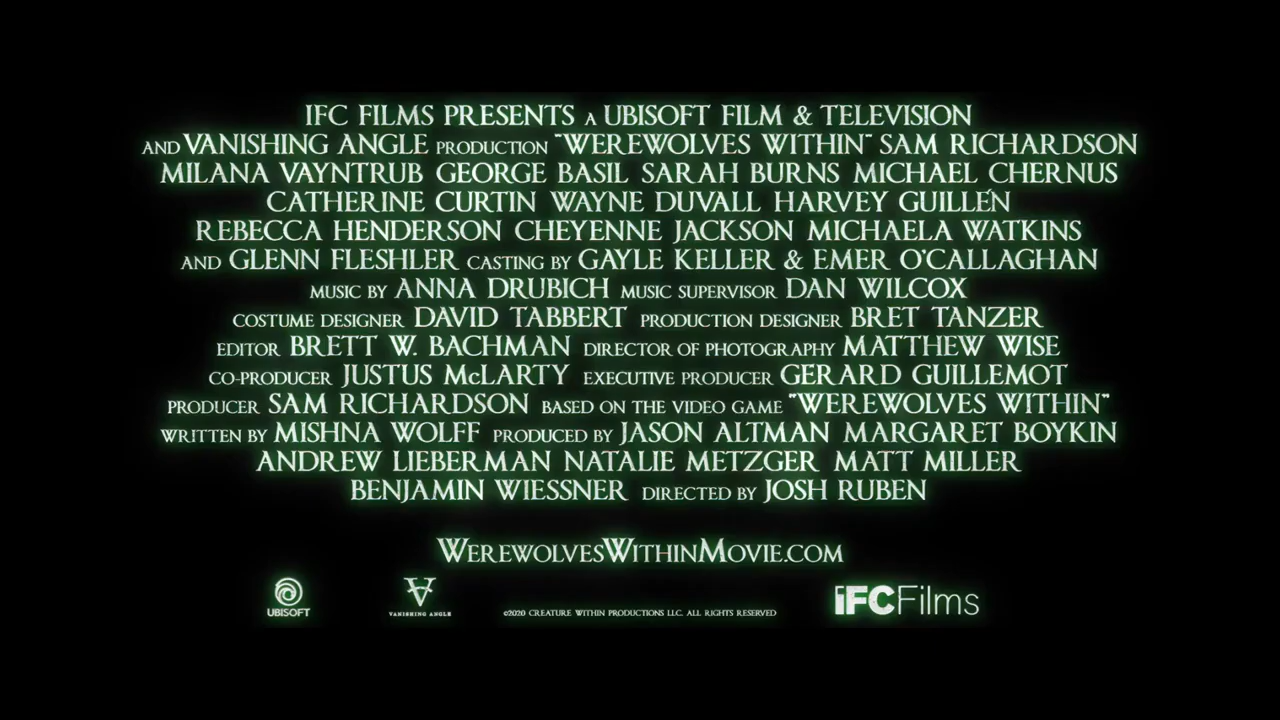 IFC FILMS PRESENTS A UBISOFT FILM & TELEVISION
AND VANISHING ANGLE PRODUCTION "WEREWOLVES WITHIN" SAM RICHARDSON
MILANA VAYNTRUB GEORGE BASIL SARAH BURNS MICHAEL CHERNUS
CATHERINE CURTIN WAYNE DUVALL HARVEY GUILLÉN
REBECCA HENDERSON CHEYENNE JACKSON MICHAELA WATKINS
AND GLENN FLESHLER CASTING BY GAYLE KELLER & EMER O'CALLAGHAN
MUSIC BY ANNA DRUBICH MUSIC SUPERVISOR DAN WILCOX
COSTUME DESIGNER DAVID TABBERT PRODUCTION DESIGNER BRET TANZER
EDITOR BRETT W. BACHMAN DIRECTOR OF PHOTOGRAPHY MATTHEW WISE
CO-PRODUCER JUSTUS McLARTY EXECUTIVE PRODUCER GERARD GUILLEMOT
PRODUCER SAM RICHARDSON BASED ON THE VIDEO GAME "WEREWOLVES WITHIN"
WRITTEN BY MISHNA WOLFF PRODUCED BY JASON ALTMAN MARGARET BOYKIN
ANDREW LIEBERMAN NATALIE METZGER MATT MILLER
BENJAMIN WIESSNER DIRECTED BY JOSH RUBEN
WEREWOLVESWITHINMOVIE.COM
UBISOFT
VANISHING ANGLE
©2020 CREATURE WITHIN PRODUCTIONS LLC. ALL RIGHTS RESERVED
IFC Films